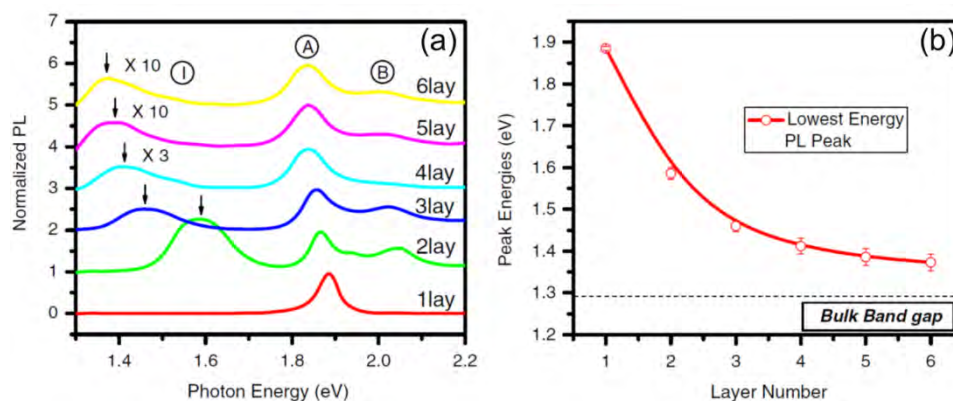 (a)
7
6
5
4
3
2
1
0
Normalized PL
X 10
I
A
B
6lay
X 10
5lay
X 3
4lay
3lay
2lay
1lay
1.4 1.6 1.8 2.0 2.2
Photon Energy (eV)
(b)
1.9
1.8
1.7
1.6
1.5
1.4
1.3
1.2
Peak Energies (eV)
Lowest Energy
PL Peak
Bulk Band gap
1 2 3 4 5 6
Layer Number